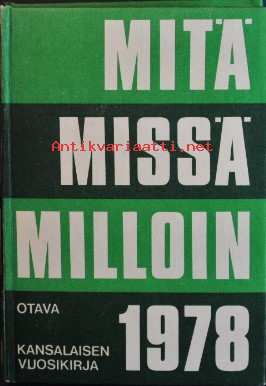 MITÄ
Antikvariaatti.net
MISSÄ
MILLOIN
OTAVA
KANSALAISEN
VUOSIKIRJA
1978